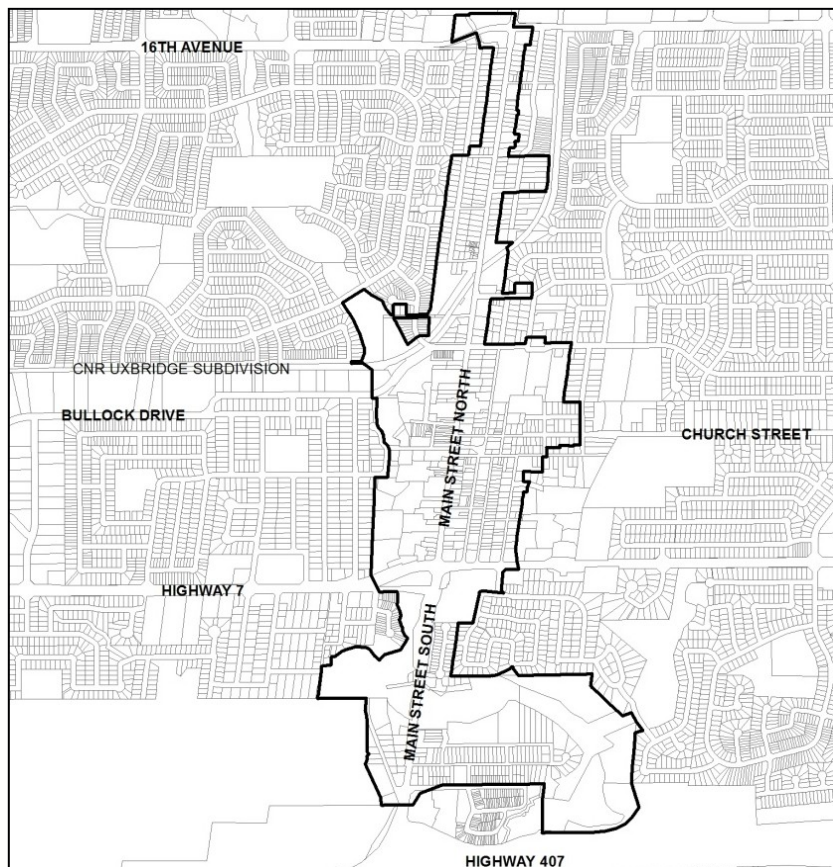 16TH AVENUE
CNR UXBRIDGE SUBDIVISION
BULLOCK DRIVE
MAIN STREET NORTH
CHURCH STREET
HIGHWAY 7
MAIN STREET SOUTH
HIGHWAY 407